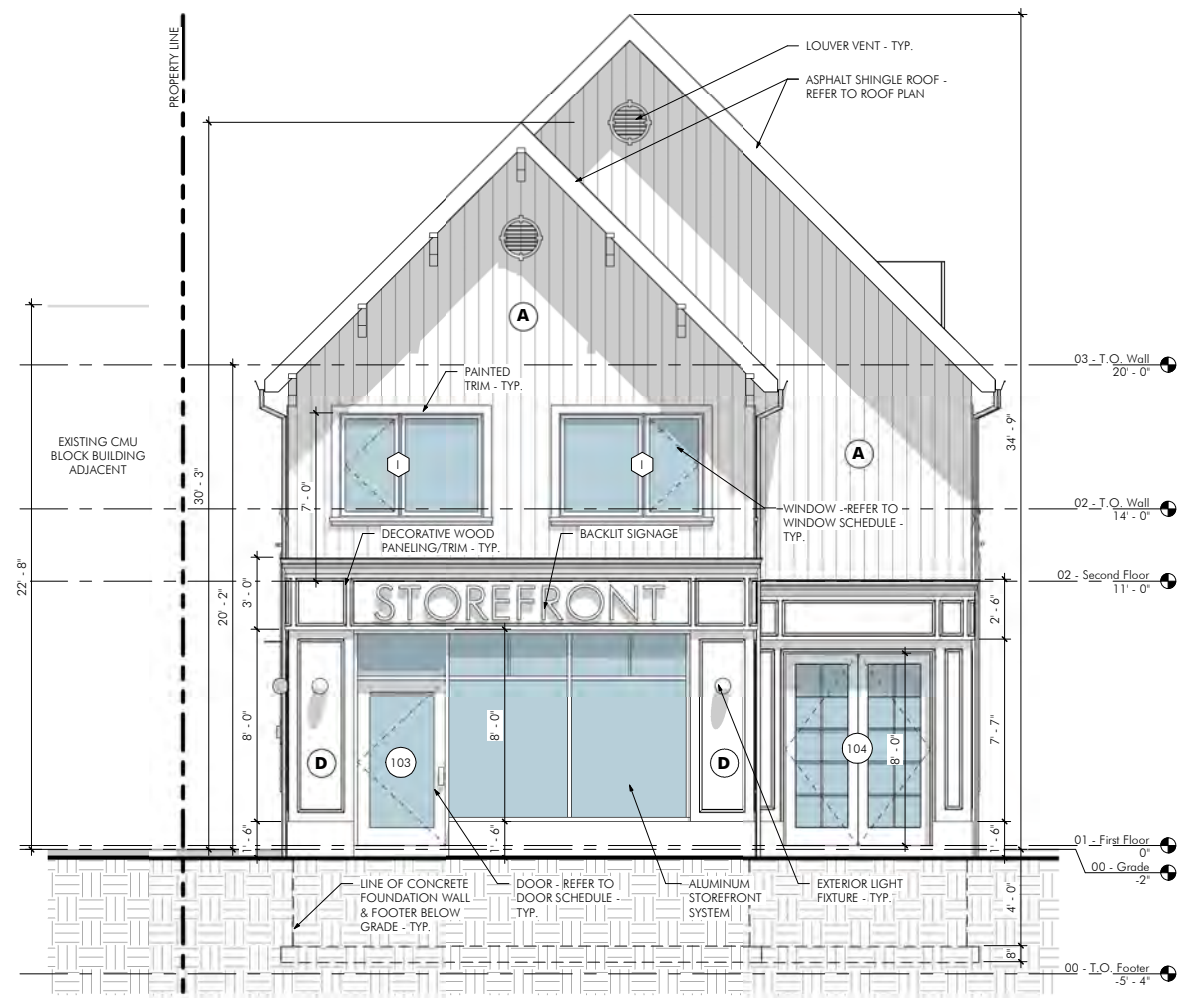 PROPERTY LINE
LOUVER VENT - TYP.
ASPHALT SHINGLE ROOF -
REFER TO ROOF PLAN
A
03 - T.O. Wall
20' - 0"
PAINTED
TRIM - TYP.
EXISTING CMU
BLOCK BUILDING
ADJACENT
34' - 9"
A
I
I
30' - 3"
7' - 0"
02 - T.O. Wall
14' - 0"
WINDOW - REFER TO
WINDOW SCHEDULE -
TYP.
DECORATIVE WOOD
PANELING/TRIM - TYP.
BACKLIT SIGNAGE
22' - 8"
20' - 2"
3' - 0"
02 - Second Floor
11' - 0"
STOREFRONT
2' - 6"
8' - 0"
8' - 0"
7' - 7"
D
103
D
104
8' - 0"
1' - 6"
1' - 6"
1' - 6"
01 - First Floor
0"
00 - Grade
-2"
LINE OF CONCRETE
FOUNDATION WALL
& FOOTER BELOW
GRADE - TYP.
DOOR - REFER TO
DOOR SCHEDULE -
TYP.
ALUMINUM
STOREFRONT
SYSTEM
EXTERIOR LIGHT
FIXTURE - TYP.
4' - 0"
8"
00 - T.O. Footer
-5' - 4"